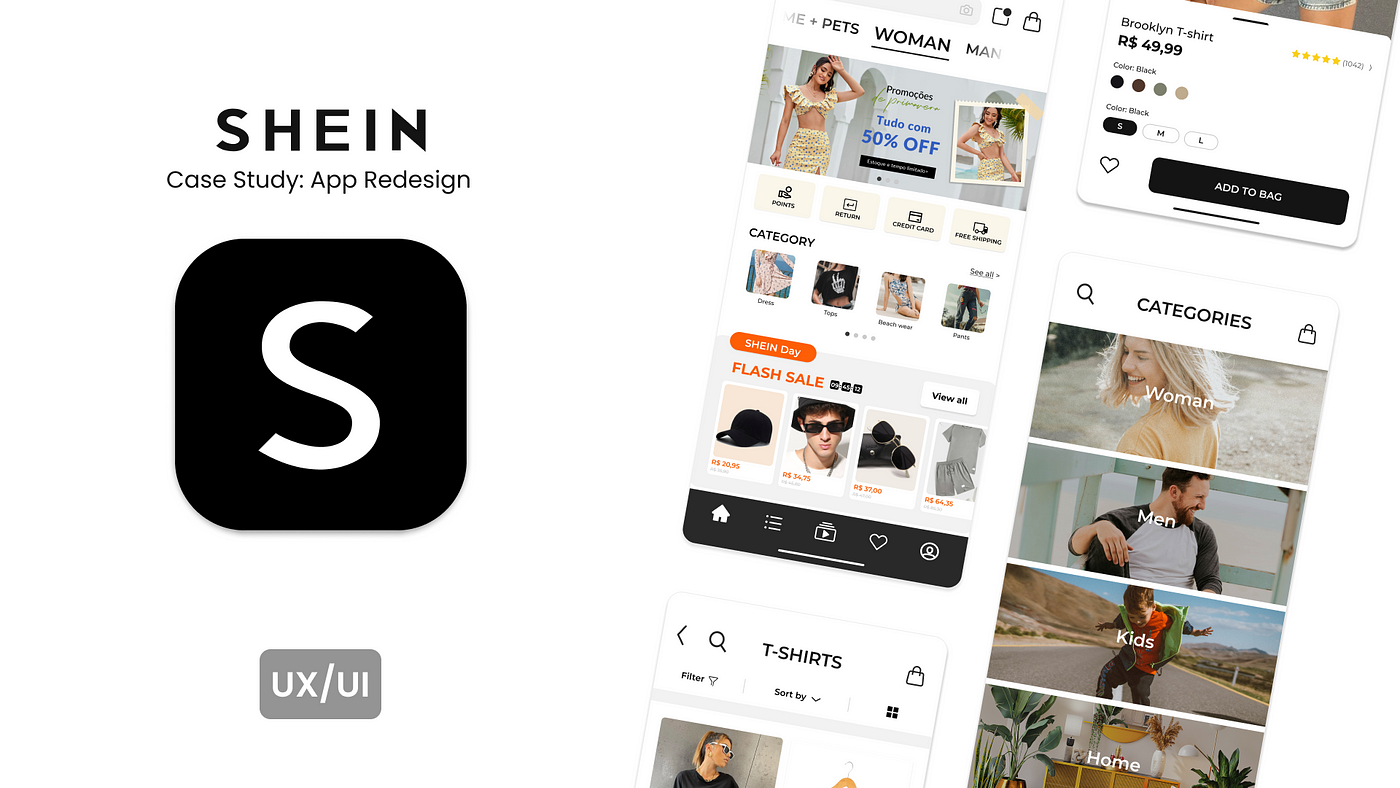 SHEIN
Case Study: App Redesign
S
UX/UI
ME + PETS
WOMAN
MAN
Promoções
de primavera
Tudo com
50% OFF
Estoque e tempo limitado>
POINTS
RETURN
CREDIT CARD
FREE SHIPPING
CATEGORY
See all >
Dress
Tops
Beach wear
Pants
SHEIN Day
FLASH SALE
09:45:12
View all
R$ 20,95
R$ 34,75
R$ 37,00
R$ 64,35
Brooklyn T-shirt
R$ 49,99
(1042)
Color: Black
Color: Black
S
M
L
ADD TO BAG
CATEGORIES
Woman
Men
Kids
Home
T-SHIRTS
Filter
Sort by